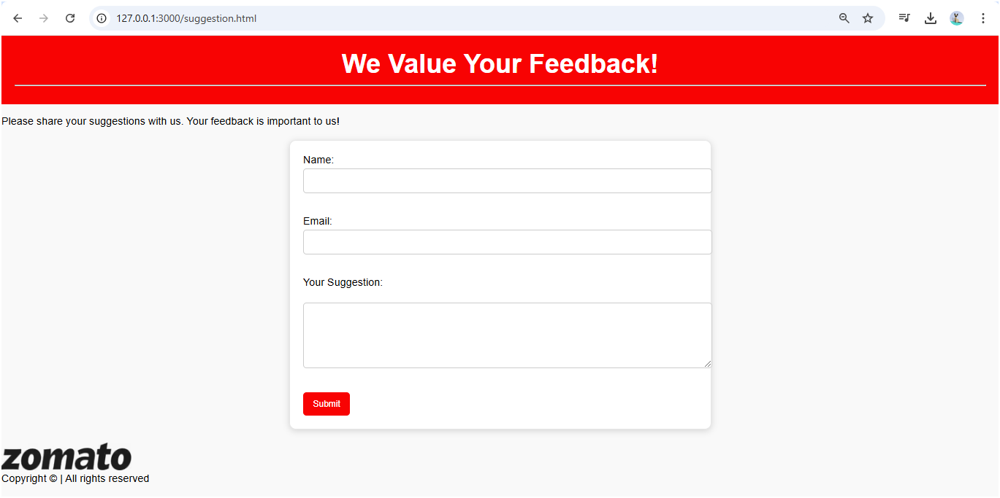 127.0.0.1:3000/suggestion.html
We Value Your Feedback!
Please share your suggestions with us. Your feedback is important to us!
Name:
Email:
Your Suggestion:
Submit
zomato
Copyright © | All rights reserved